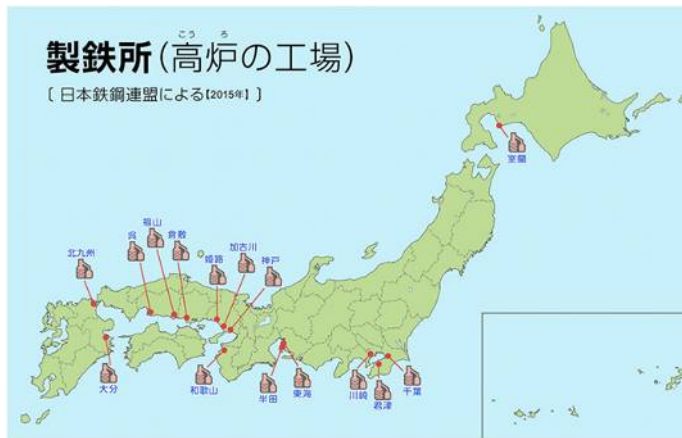 こう ろ
製鉄所(高炉の工場)
〔 日本鉄鋼連盟による【2015年】 〕
室蘭
福山
呉
倉敷
加古川
北九州
姫路
神戸
大分
和歌山
半田
東海
川崎
君津
千葉